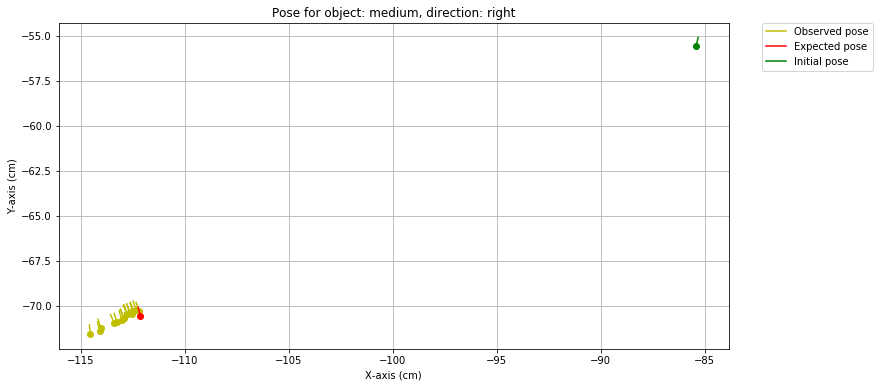 Pose for object: medium, direction: right
Observed pose
Expected pose
Initial pose
−55.0
−57.5
−60.0
−62.5
−65.0
−67.5
−70.0
Y-axis (cm)
−115
−110
−105
−100
−95
−90
−85
X-axis (cm)